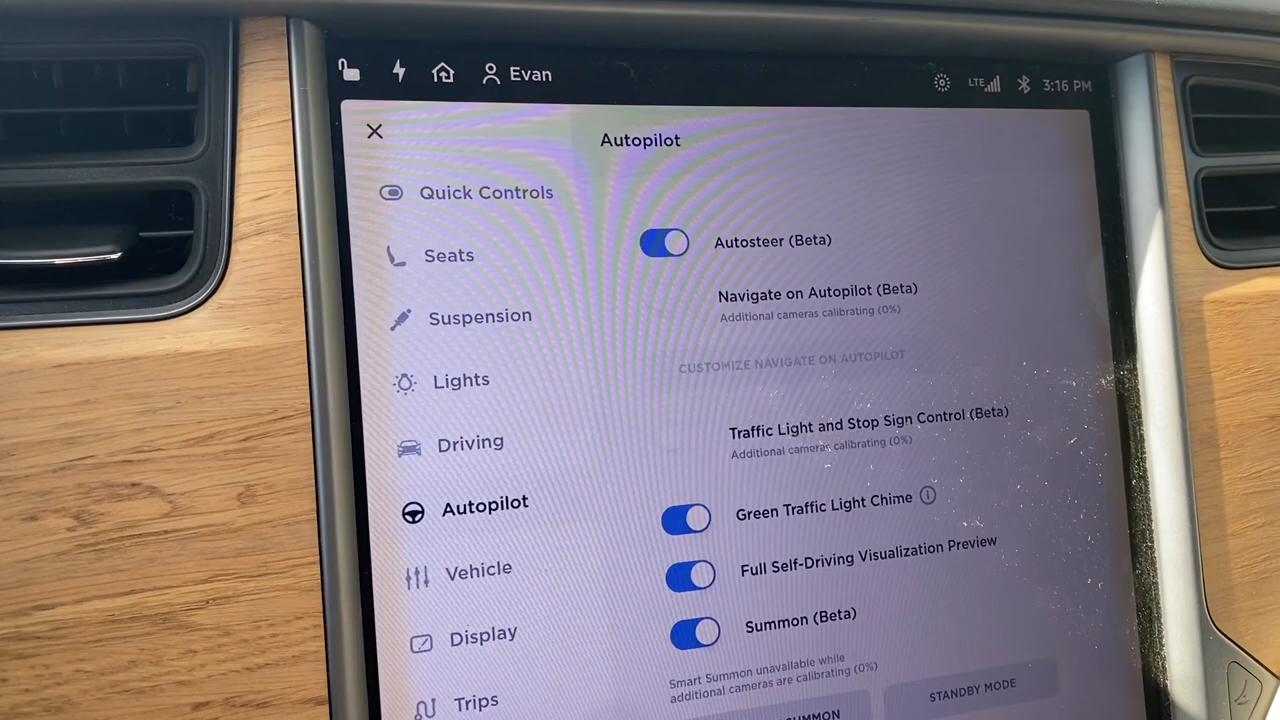 Evan
LTE
3:16 PM
Autopilot
Quick Controls
Seats
Suspension
Lights
Driving
Autopilot
Vehicle
Display
Trips
Autosteer (Beta)
Navigate on Autopilot (Beta)
Additional cameras calibrating (0%)
CUSTOMIZE NAVIGATE ON AUTOPILOT
Traffic Light and Stop Sign Control (Beta)
Additional cameras calibrating (0%)
Green Traffic Light Chime
Full Self-Driving Visualization Preview
Summon (Beta)
Smart Summon unavailable while
additional cameras are calibrating (0%)
STANDBY MODE